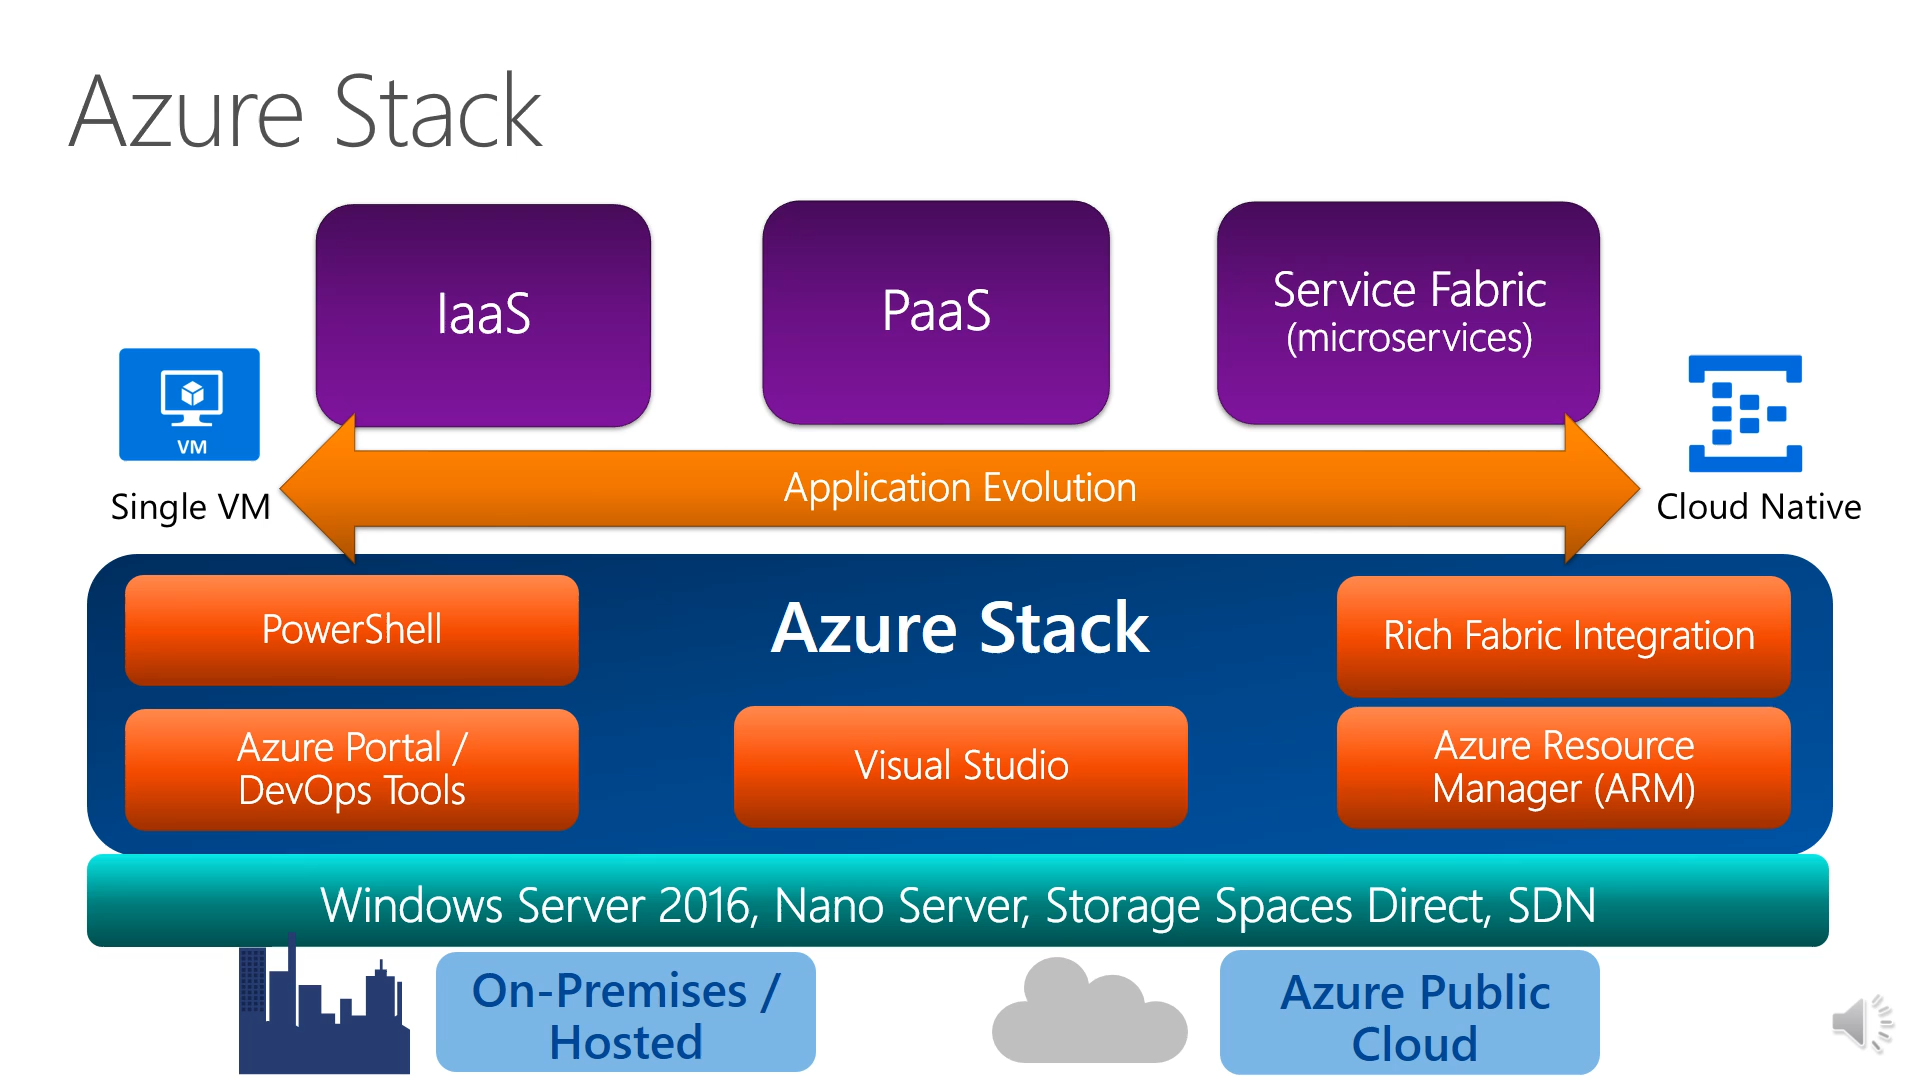 Azure Stack
IaaS
PaaS
Service Fabric
(microservices)
VM
Single VM
Application Evolution
Cloud Native
PowerShell
Azure Stack
Rich Fabric Integration
Azure Portal /
DevOps Tools
Visual Studio
Azure Resource
Manager (ARM)
Windows Server 2016, Nano Server, Storage Spaces Direct, SDN
On-Premises /
Hosted
Azure Public
Cloud